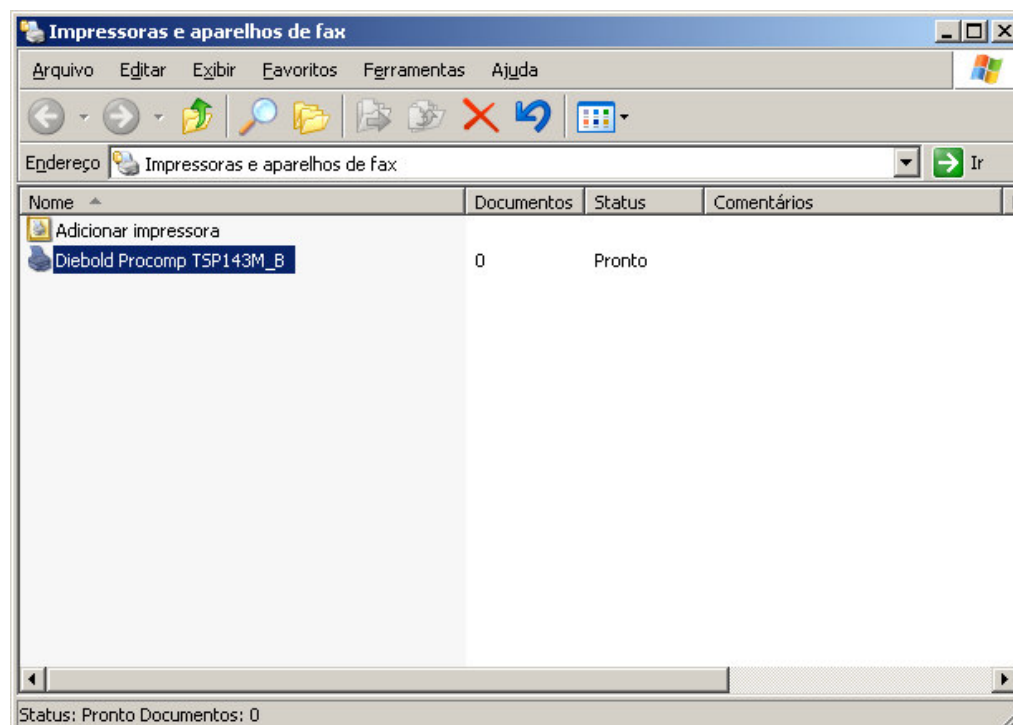 Impressoras e aparelhos de fax
Arquivo Editar Exibir Favoritos Ferramentas Ajuda
Endereço Impressoras e aparelhos de fax Ir
Nome Documentos Status Comentários
Adicionar impressora
Diebold Procomp TSP143M_B 0 Pronto
Status: Pronto Documentos: 0